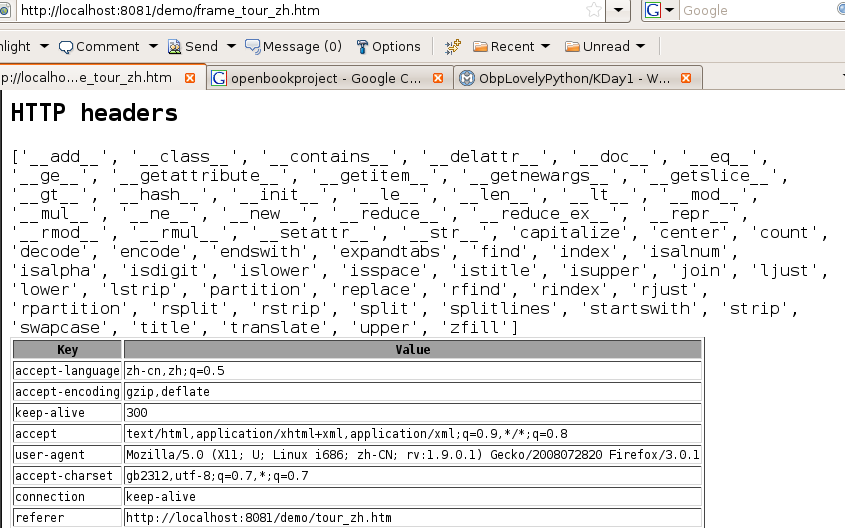 http://localhost:8081/demo/frame_tour_zh.htm Google
hlight Comment Send Message (0) Options Recent Unread
p://localho...e_tour_zh.htm openbookproject - Google C... ObpLovelyPython/KDay1 - W...
HTTP headers
['__add__', '__class__', '__contains__', '__delattr__', '__doc__', '__eq__',
'__ge__', '__getattribute__', '__getitem__', '__getnewargs__', '__getslice__',
'__gt__', '__hash__', '__init__', '__le__', '__len__', '__lt__', '__mod__',
'__mul__', '__ne__', '__new__', '__reduce__', '__reduce_ex__', '__repr__',
'__rmod__', '__rmul__', '__setattr__', '__str__', 'capitalize', 'center', 'count',
'decode', 'encode', 'endswith', 'expandtabs', 'find', 'index', 'isalnum',
'isalpha', 'isdigit', 'islower', 'isspace', 'istitle', 'isupper', 'join', 'ljust',
'lower', 'lstrip', 'partition', 'replace', 'rfind', 'rindex', 'rjust',
'rpartition', 'rsplit', 'rstrip', 'split', 'splitlines', 'startswith', 'strip',
'swapcase', 'title', 'translate', 'upper', 'zfill']
Key Value
accept-language zh-cn,zh;q=0.5
accept-encoding gzip,deflate
keep-alive 300
accept text/html,application/xhtml+xml,application/xml;q=0.9,*/*;q=0.8
user-agent Mozilla/5.0 (X11; U; Linux i686; zh-CN; rv:1.9.0.1) Gecko/2008072820 Firefox/3.0.1
accept-charset gb2312,utf-8;q=0.7,*;q=0.7
connection keep-alive
referer http://localhost:8081/demo/tour_zh.htm